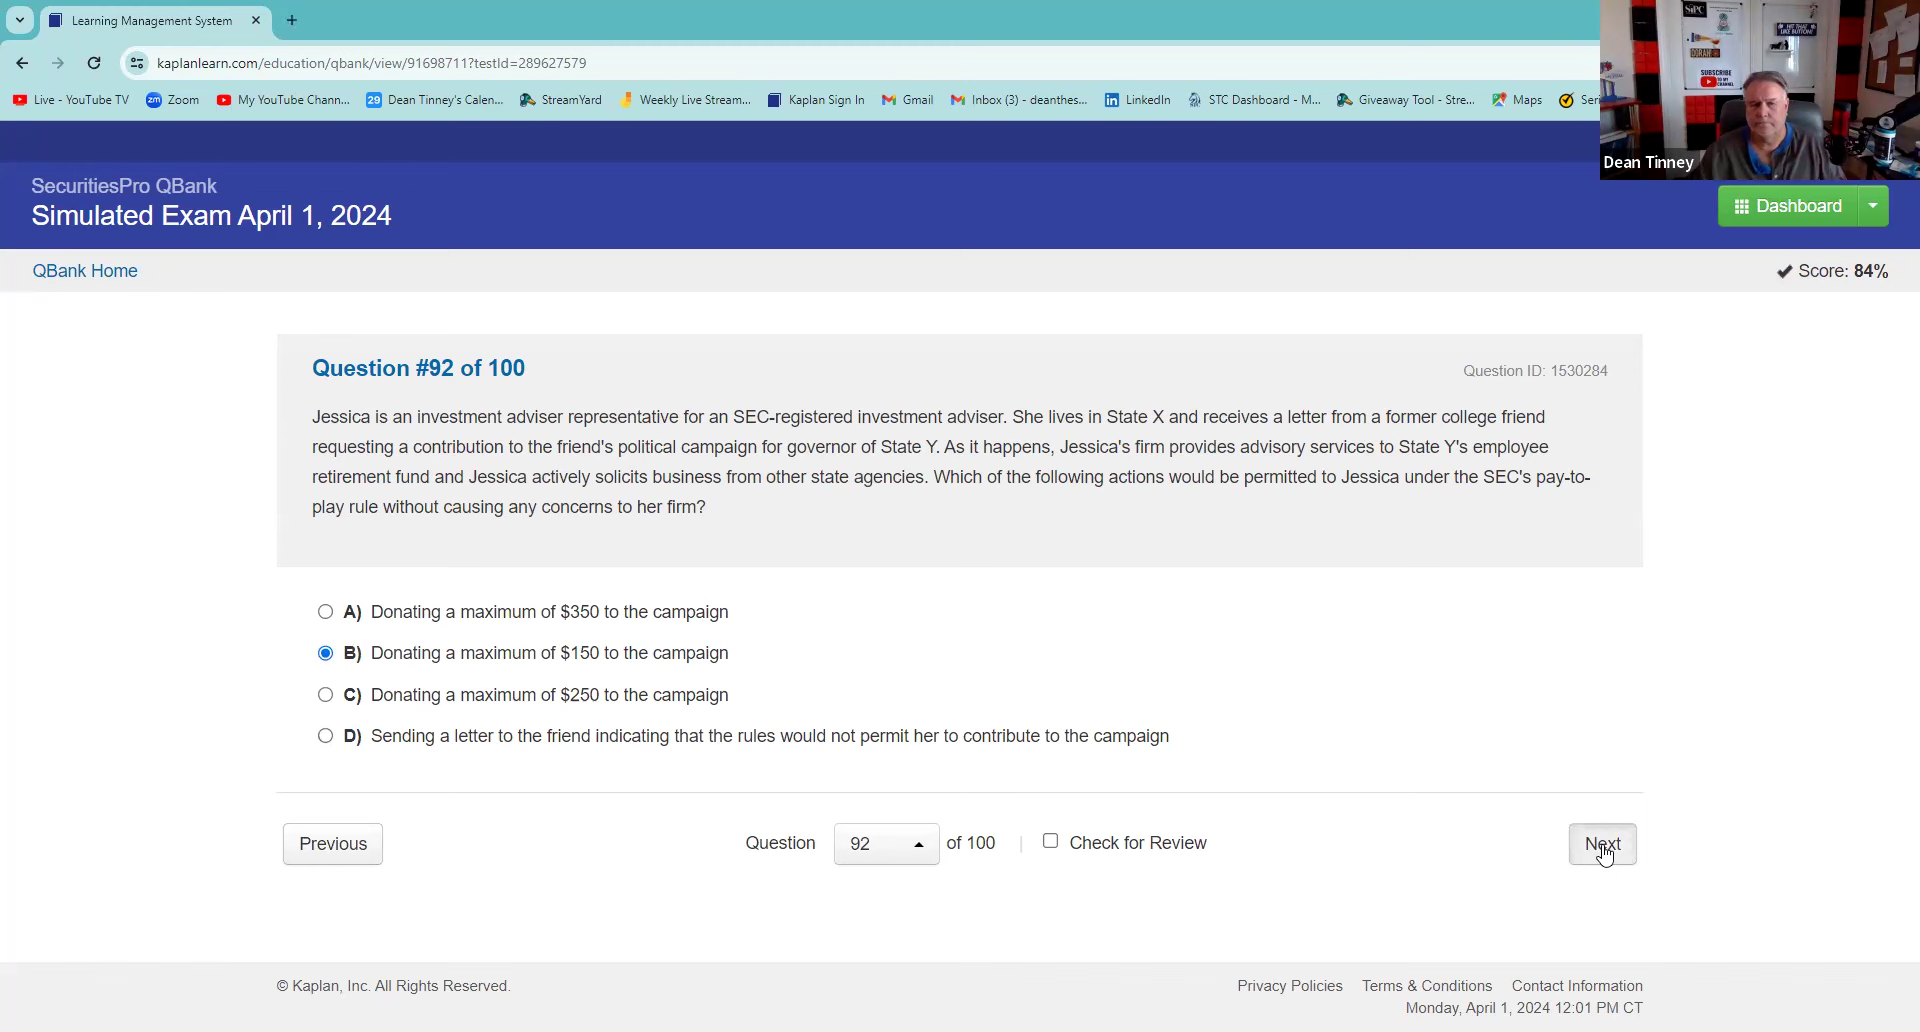 Learning Management System
kaplanlearn.com/education/qbank/view/91698711?testId=289627579
Live - YouTube TV
zm Zoom
My YouTube Chann...
29 Dean Tinney's Calen...
StreamYard
Weekly Live Stream...
Kaplan Sign In
Gmail
Inbox (3) - deanthes...
in LinkedIn
STC Dashboard - M...
Giveaway Tool - Stre...
Maps
Seri
SIPC
HIT THAT
LIKE BUTTON!
SUBSCRIBE
Dean Tinney
SecuritiesPro QBank
Simulated Exam April 1, 2024
Dashboard
QBank Home
Score: 84%
Question #92 of 100
Question ID: 1530284
Jessica is an investment adviser representative for an SEC-registered investment adviser. She lives in State X and receives a letter from a former college friend
requesting a contribution to the friend's political campaign for governor of State Y. As it happens, Jessica's firm provides advisory services to State Y's employee
retirement fund and Jessica actively solicits business from other state agencies. Which of the following actions would be permitted to Jessica under the SEC's pay-to-
play rule without causing any concerns to her firm?
A) Donating a maximum of $350 to the campaign
B) Donating a maximum of $150 to the campaign
C) Donating a maximum of $250 to the campaign
D) Sending a letter to the friend indicating that the rules would not permit her to contribute to the campaign
Previous
Question 92 of 100 | Check for Review
Next
© Kaplan, Inc. All Rights Reserved.
Privacy Policies Terms & Conditions Contact Information
Monday, April 1, 2024 12:01 PM CT